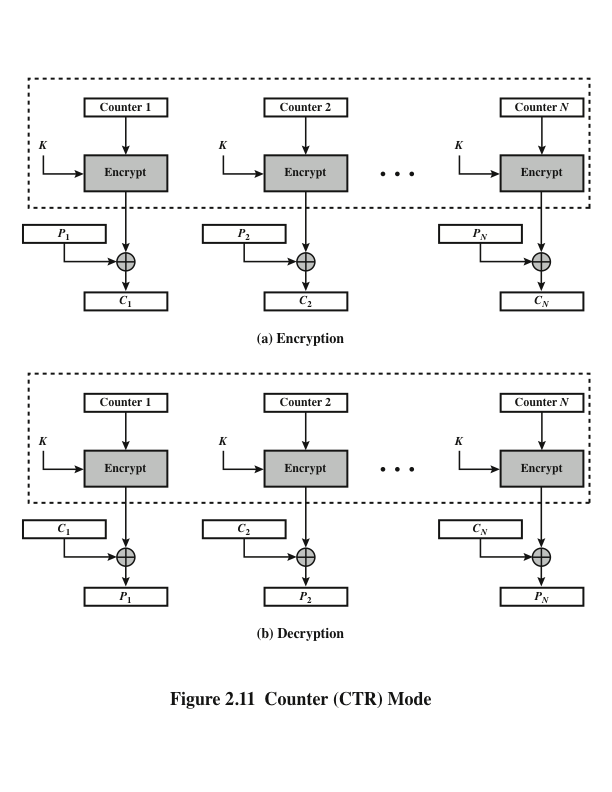 Counter 1 Counter 2 Counter N
K K K
Encrypt Encrypt • • • Encrypt
P1 P2 PN
C1 C2 CN
(a) Encryption
Counter 1 Counter 2 Counter N
K K K
Encrypt Encrypt • • • Encrypt
C1 C2 CN
P1 P2 PN
(b) Decryption
Figure 2.11 Counter (CTR) Mode